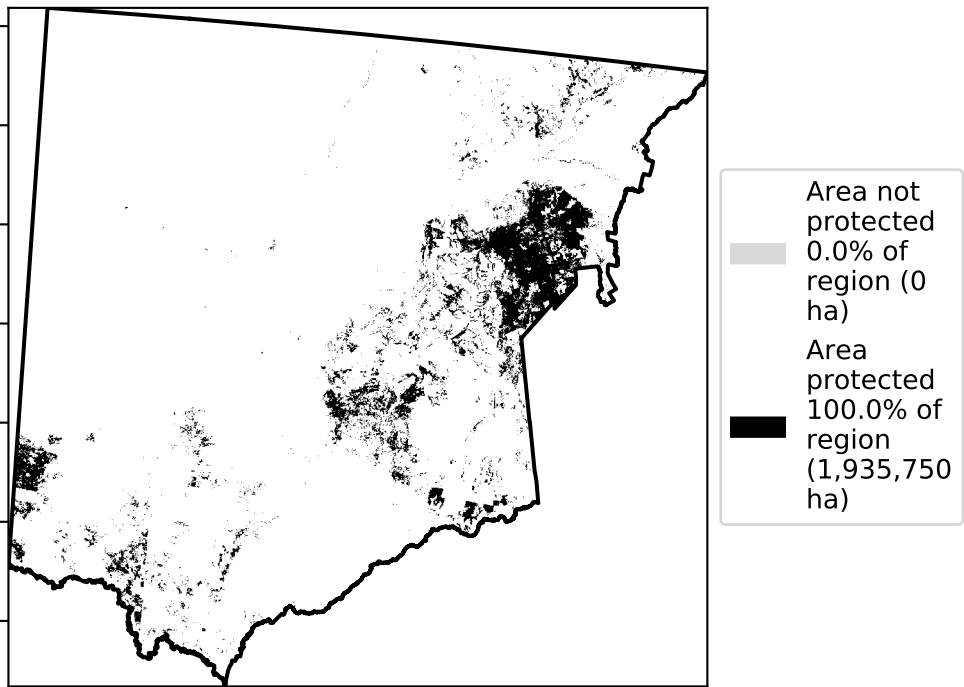 Area not
protected
0.0% of
region (0
ha)
Area
protected
100.0% of
region
(1,935,750
ha)